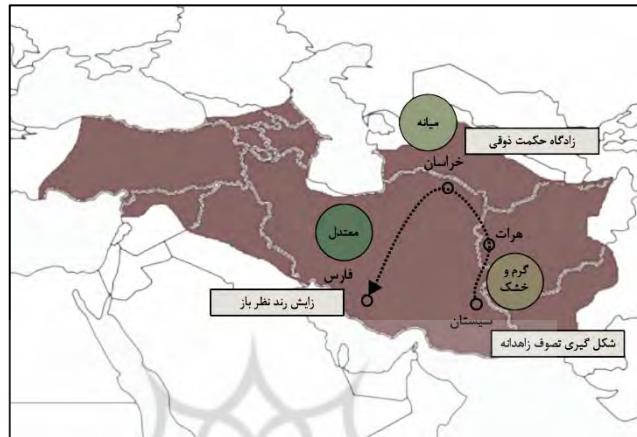 میانه
زادگاه حکمت ذوقی
خراسان
هرات
معتدل
گرم و
خشک
فارس
زایش رند نظر باز
سیستان
شکل گیری تصوف زاهدانه